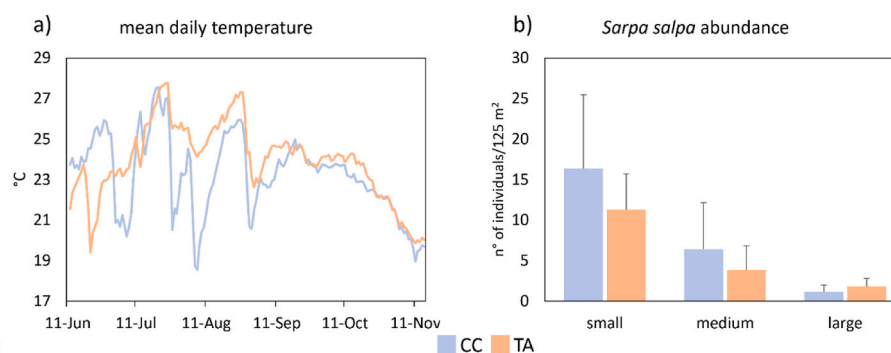 a) mean daily temperature
29
27
25
23
21
19
17
°C
11-Jun 11-Jul 11-Aug 11-Sep 11-Oct 11-Nov
b) Sarpa salpa abundance
30
25
20
15
10
5
0
n° of individuals/125 m²
small medium large
CC TA